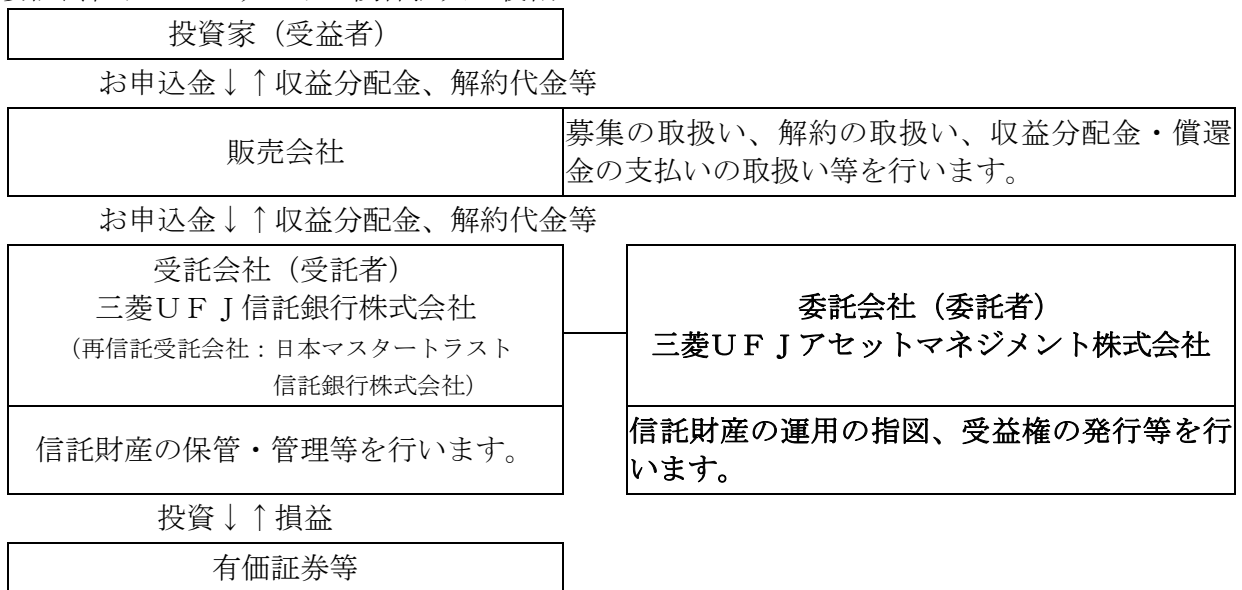 投資家（受益者）
お申込金↓↑収益分配金、解約代金等
販売会社
募集の取扱い、解約の取扱い、収益分配金・償還
金の支払いの取扱い等を行います。
お申込金↓↑収益分配金、解約代金等
受託会社（受託者）
三菱ＵＦＪ信託銀行株式会社
（再信託受託会社：日本マスタートラスト
信託銀行株式会社）
委託会社（委託者）
三菱ＵＦＪアセットマネジメント株式会社
信託財産の保管・管理等を行います。
信託財産の運用の指図、受益権の発行等を行
います。
投資↓↑損益
有価証券等